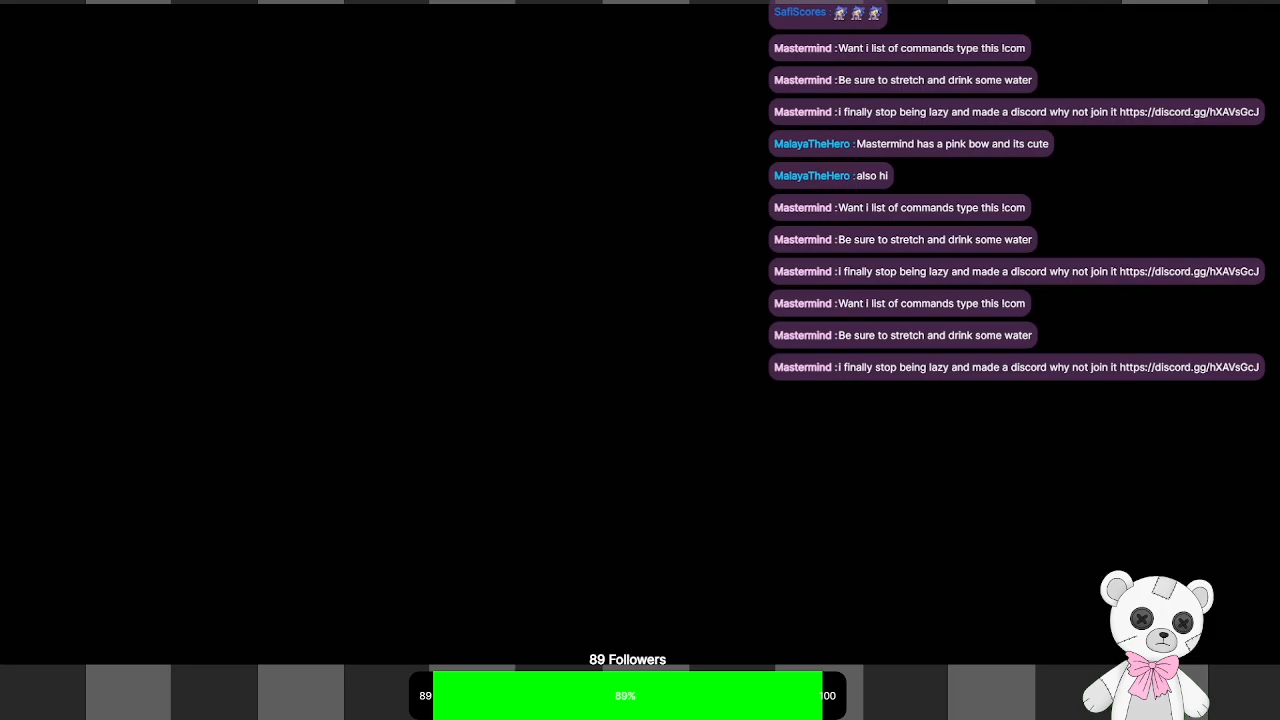 SafiScores :
Mastermind :Want i list of commands type this !com
Mastermind :Be sure to stretch and drink some water
Mastermind :i finally stop being lazy and made a discord why not join it https://discord.gg/hXAVsGcJ
MalayaTheHero :Mastermind has a pink bow and its cute
MalayaTheHero :also hi
Mastermind :Want i list of commands type this !com
Mastermind :Be sure to stretch and drink some water
Mastermind :i finally stop being lazy and made a discord why not join it https://discord.gg/hXAVsGcJ
Mastermind :Want i list of commands type this !com
Mastermind :Be sure to stretch and drink some water
Mastermind :i finally stop being lazy and made a discord why not join it https://discord.gg/hXAVsGcJ
89 Followers
89 89% 100